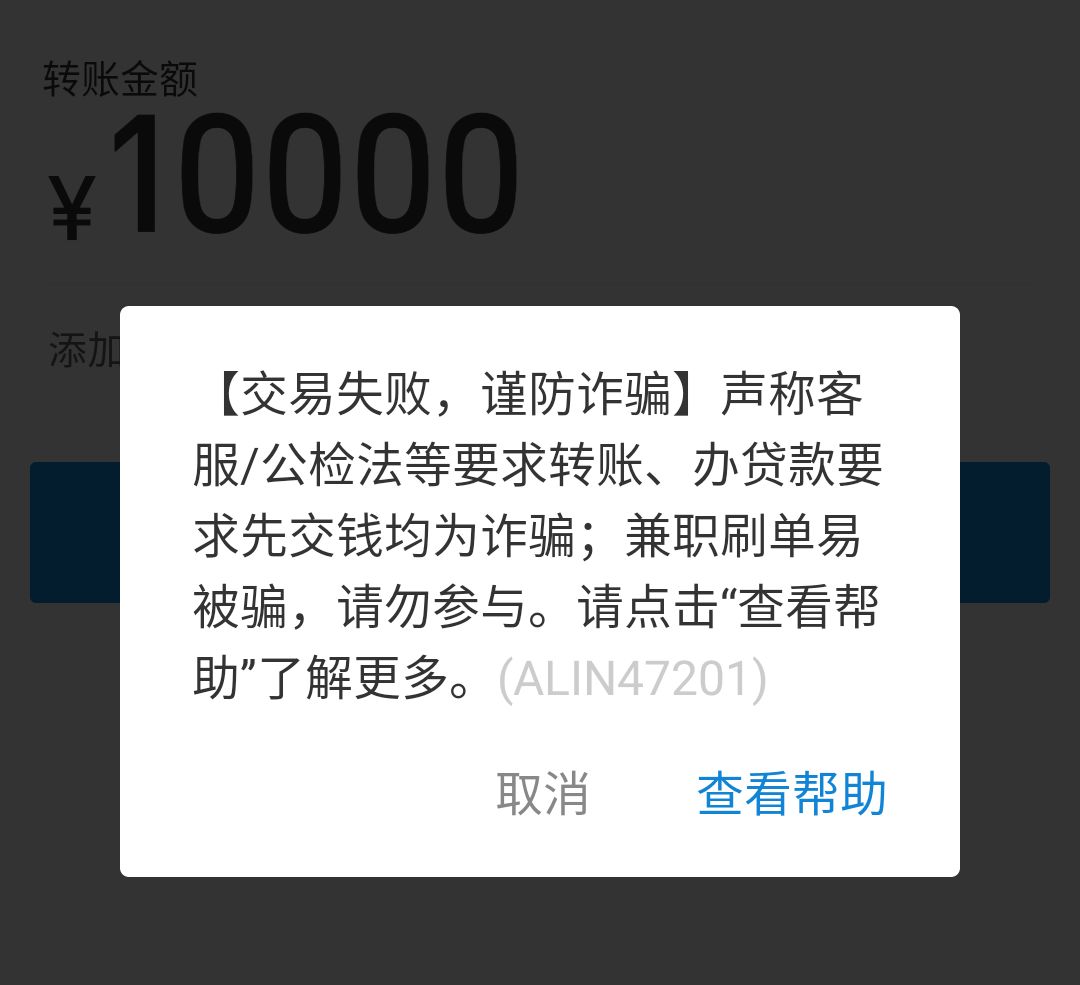 转账金额
¥10000
添加
【交易失败，谨防诈骗】声称客
服/公检法等要求转账、办贷款要
求先交钱均为诈骗；兼职刷单易
被骗，请勿参与。请点击“查看帮
助”了解更多。(ALIN47201)
取消 查看帮助